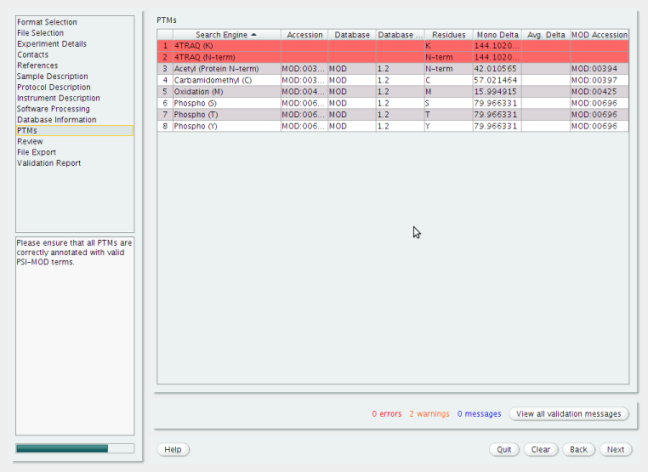 Format Selection
File Selection
Experiment Details
Contacts
References
Sample Description
Protocol Description
Instrument Description
Software Processing
Database Information
PTMs
Review
File Export
Validation Report
Please ensure that all PTMs are
correctly annotated with valid
PSI-MOD terms.
PTMs
Search Engine Accession Database Database ... Residues Mono Delta Avg. Delta MOD Accession
1 4TRAQ (K) K 144.1020...
2 4TRAQ (N-term) N-term 144.1020...
3 Acetyl (Protein N-term) MOD:003... MOD 1.2 N-term 42.010565 MOD:00394
4 Carbamidomethyl (C) MOD:003... MOD 1.2 C 57.021464 MOD:00397
5 Oxidation (M) MOD:004... MOD 1.2 M 15.994915 MOD:00425
6 Phospho (S) MOD:006... MOD 1.2 S 79.966331 MOD:00696
7 Phospho (T) MOD:006... MOD 1.2 T 79.966331 MOD:00696
8 Phospho (Y) MOD:006... MOD 1.2 Y 79.966331 MOD:00696
0 errors 2 warnings 0 messages View all validation messages
Help Quit Clear Back Next